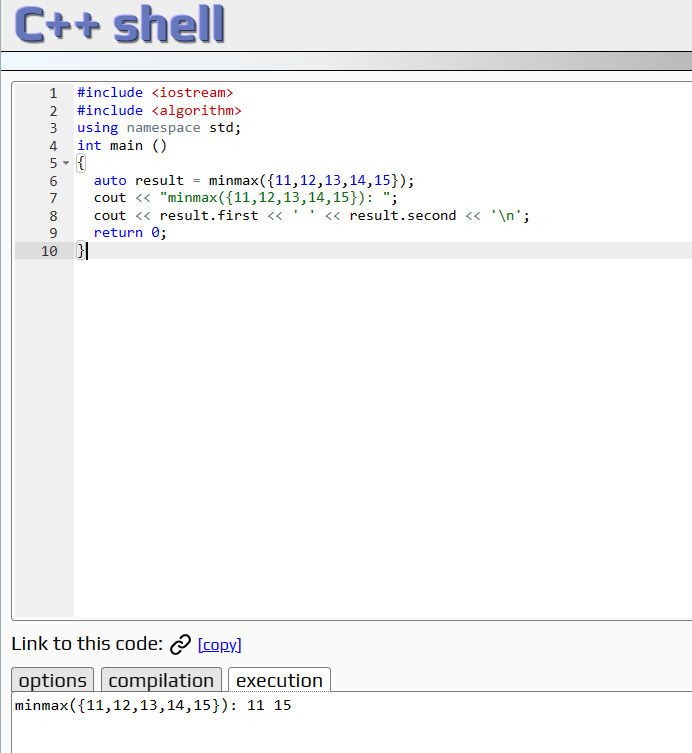 C++ shell
1 #include <iostream>
2 #include <algorithm>
3 using namespace std;
4 int main ()
5 {
6   auto result = minmax({11,12,13,14,15});
7   cout << "minmax({11,12,13,14,15}): ";
8   cout << result.first << ' ' << result.second << '\n';
9   return 0;
10 }
Link to this code: [copy]
options compilation execution
minmax({11,12,13,14,15}): 11 15